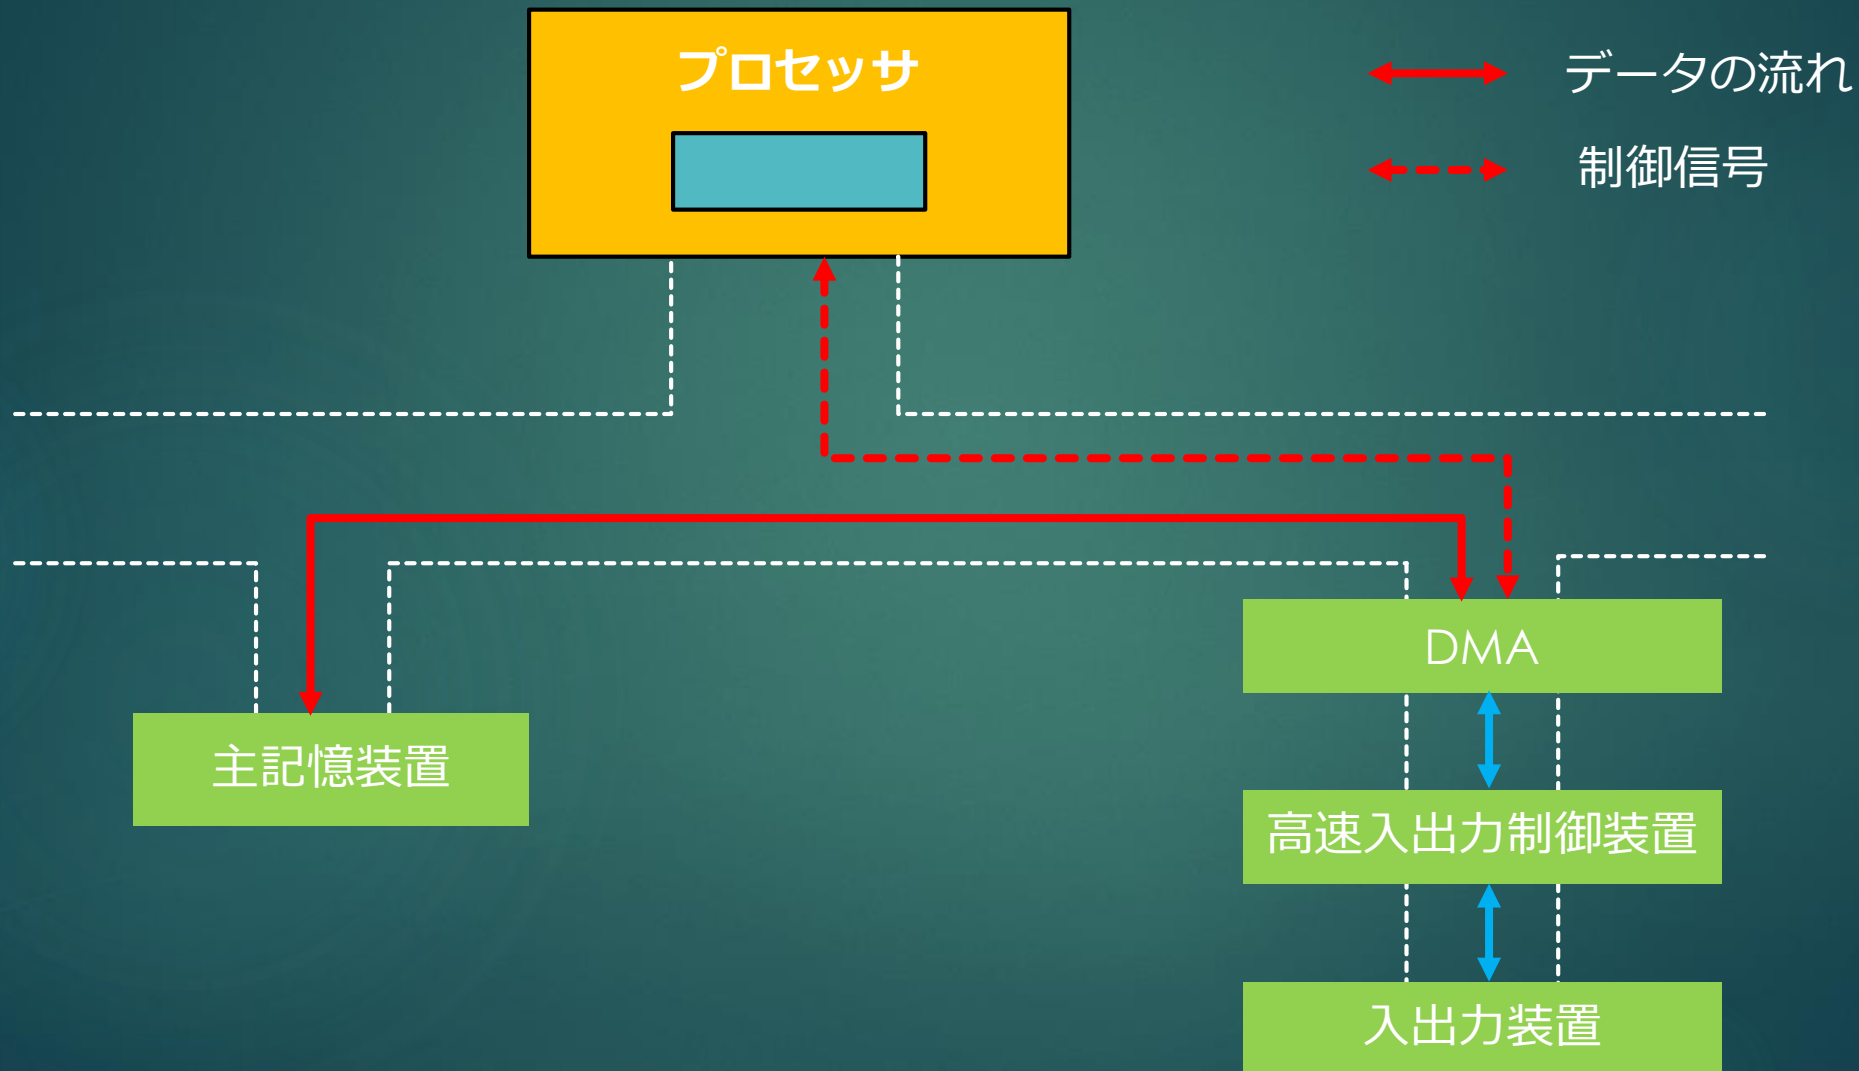 プロセッサ
データの流れ
制御信号
DMA
主記憶装置
高速入出力制御装置
入出力装置